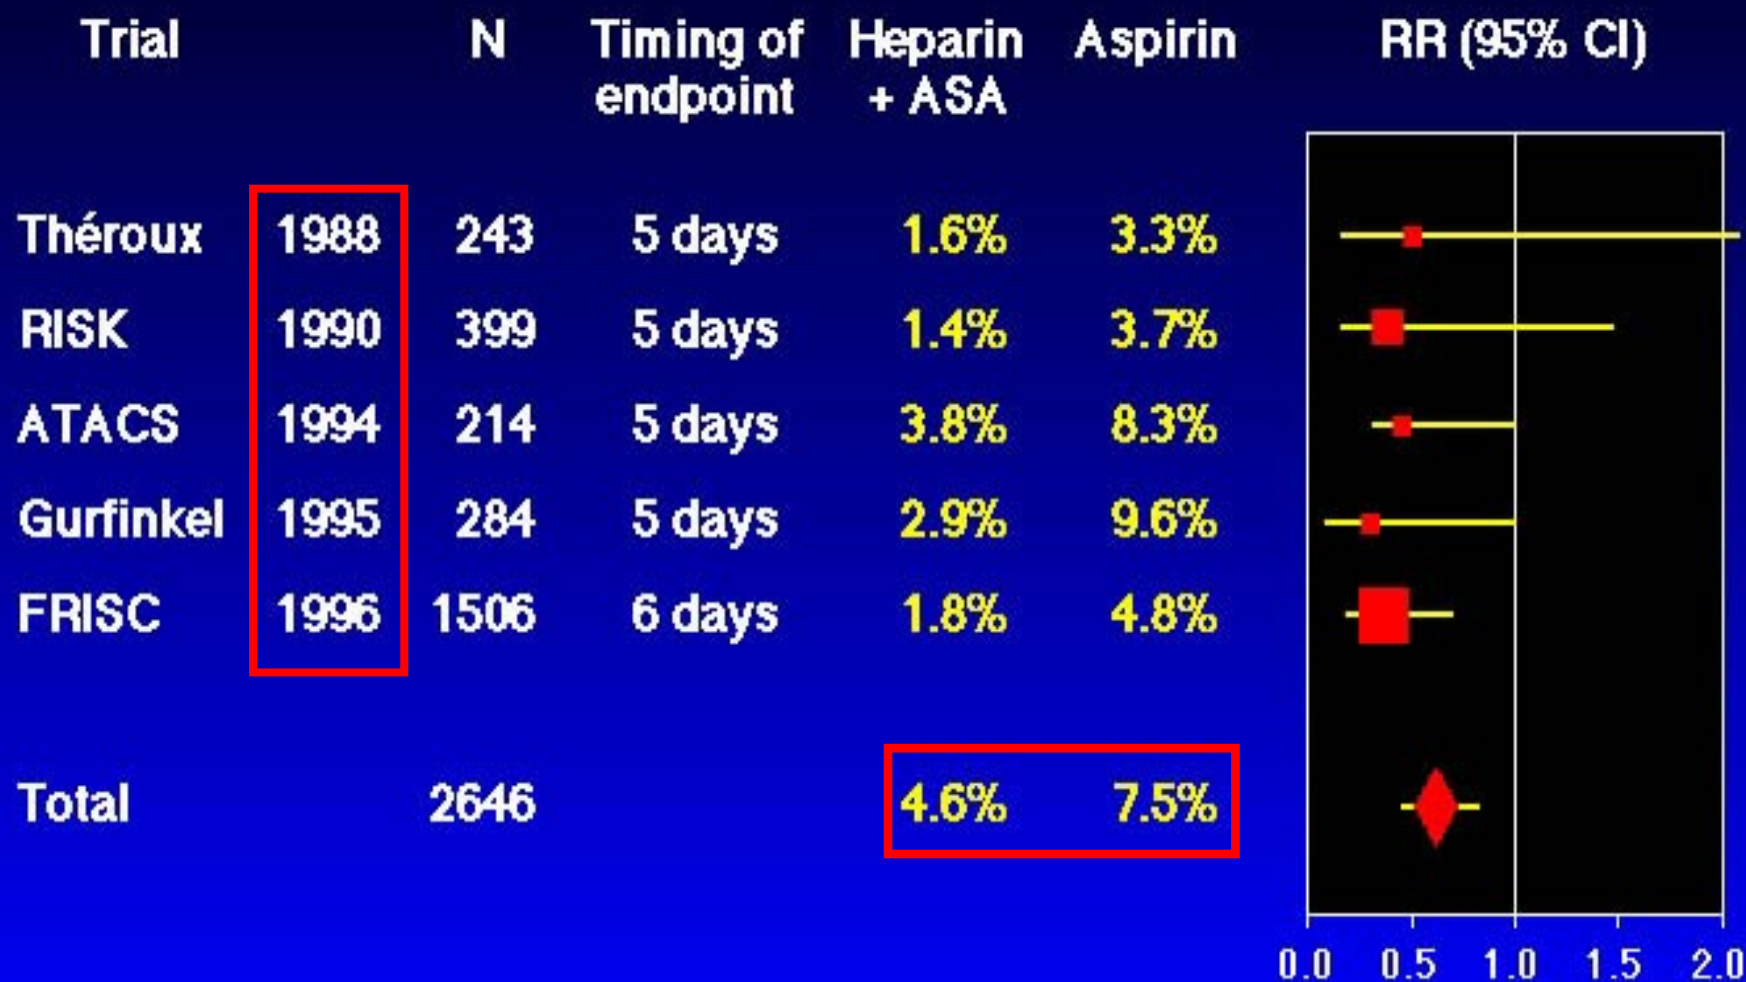 Trial N Timing of endpoint Heparin + ASA Aspirin RR (95% CI)
Théroux 1988 243 5 days 1.6% 3.3%
RISK 1990 399 5 days 1.4% 3.7%
ATACS 1994 214 5 days 3.8% 8.3%
Gurfinkel 1995 284 5 days 2.9% 9.6%
FRISC 1996 1506 6 days 1.8% 4.8%
Total 2646 4.6% 7.5%
0.0 0.5 1.0 1.5 2.0